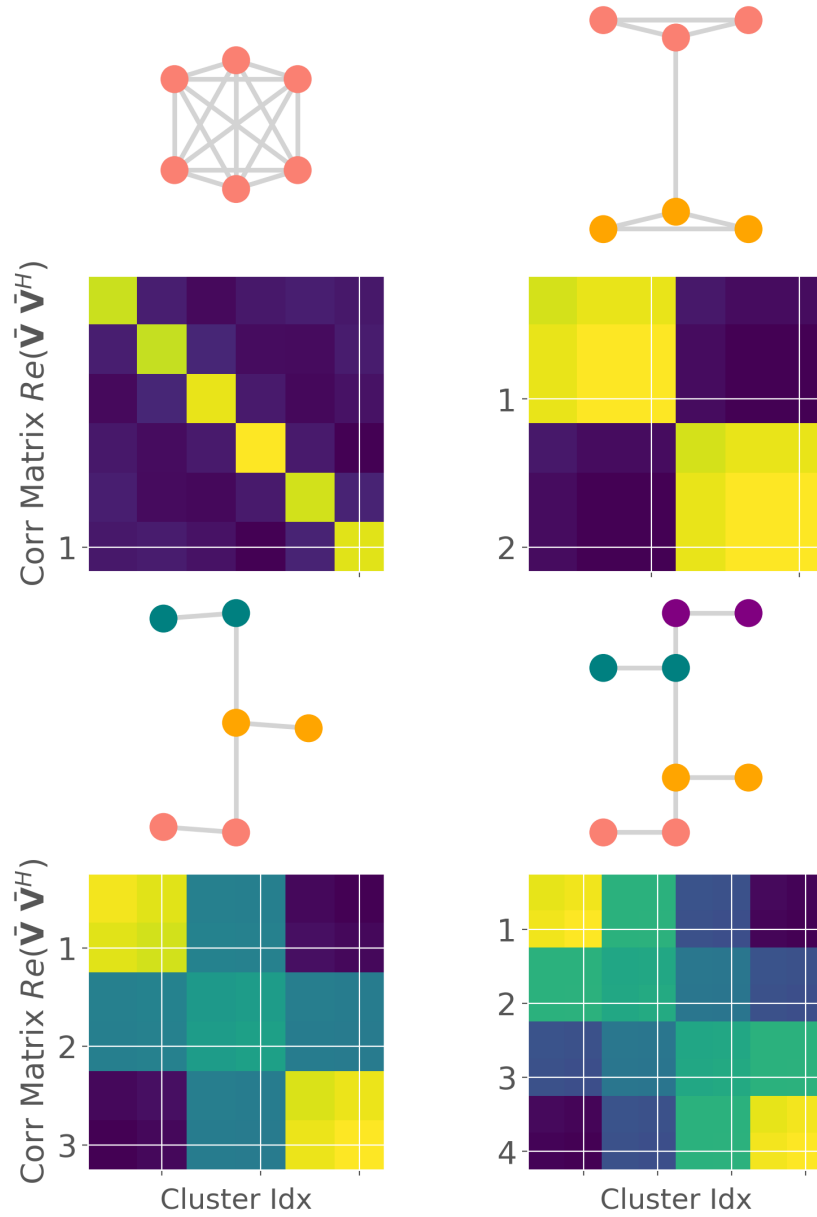 Corr Matrix Re(V̄ V̄ᴴ)
1
1
2
Corr Matrix Re(V̄ V̄ᴴ)
1
2
3
1
2
3
4
Cluster Idx
Cluster Idx